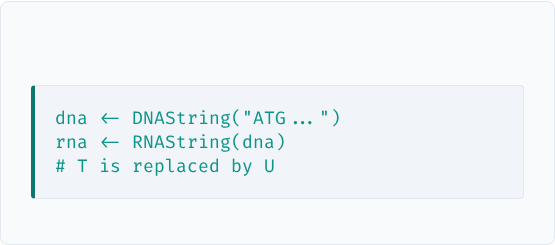 dna <- DNAString("ATG...")
rna <- RNAString(dna)
# T is replaced by U